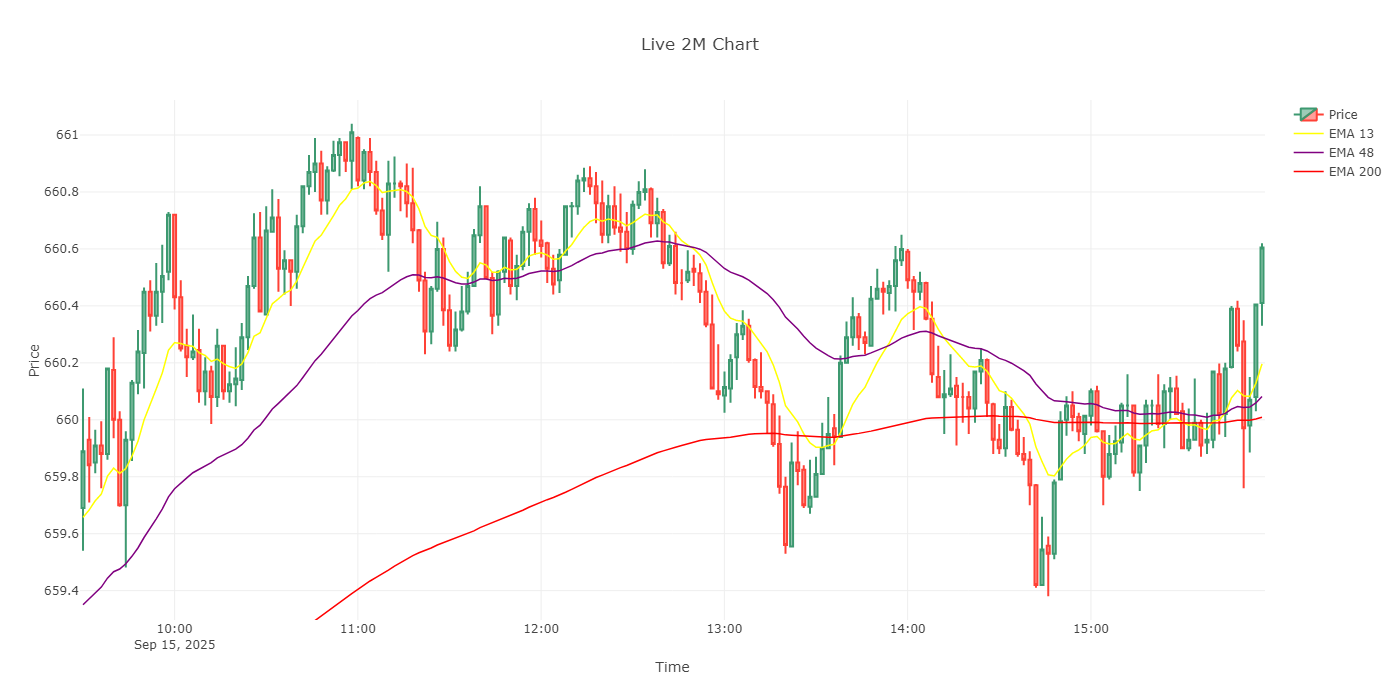 Live 2M Chart
Price
EMA 13
EMA 48
EMA 200
661
660.8
660.6
660.4
660.2
660
659.8
659.6
659.4
Price
10:00
Sep 15, 2025
11:00
12:00
13:00
14:00
15:00
Time